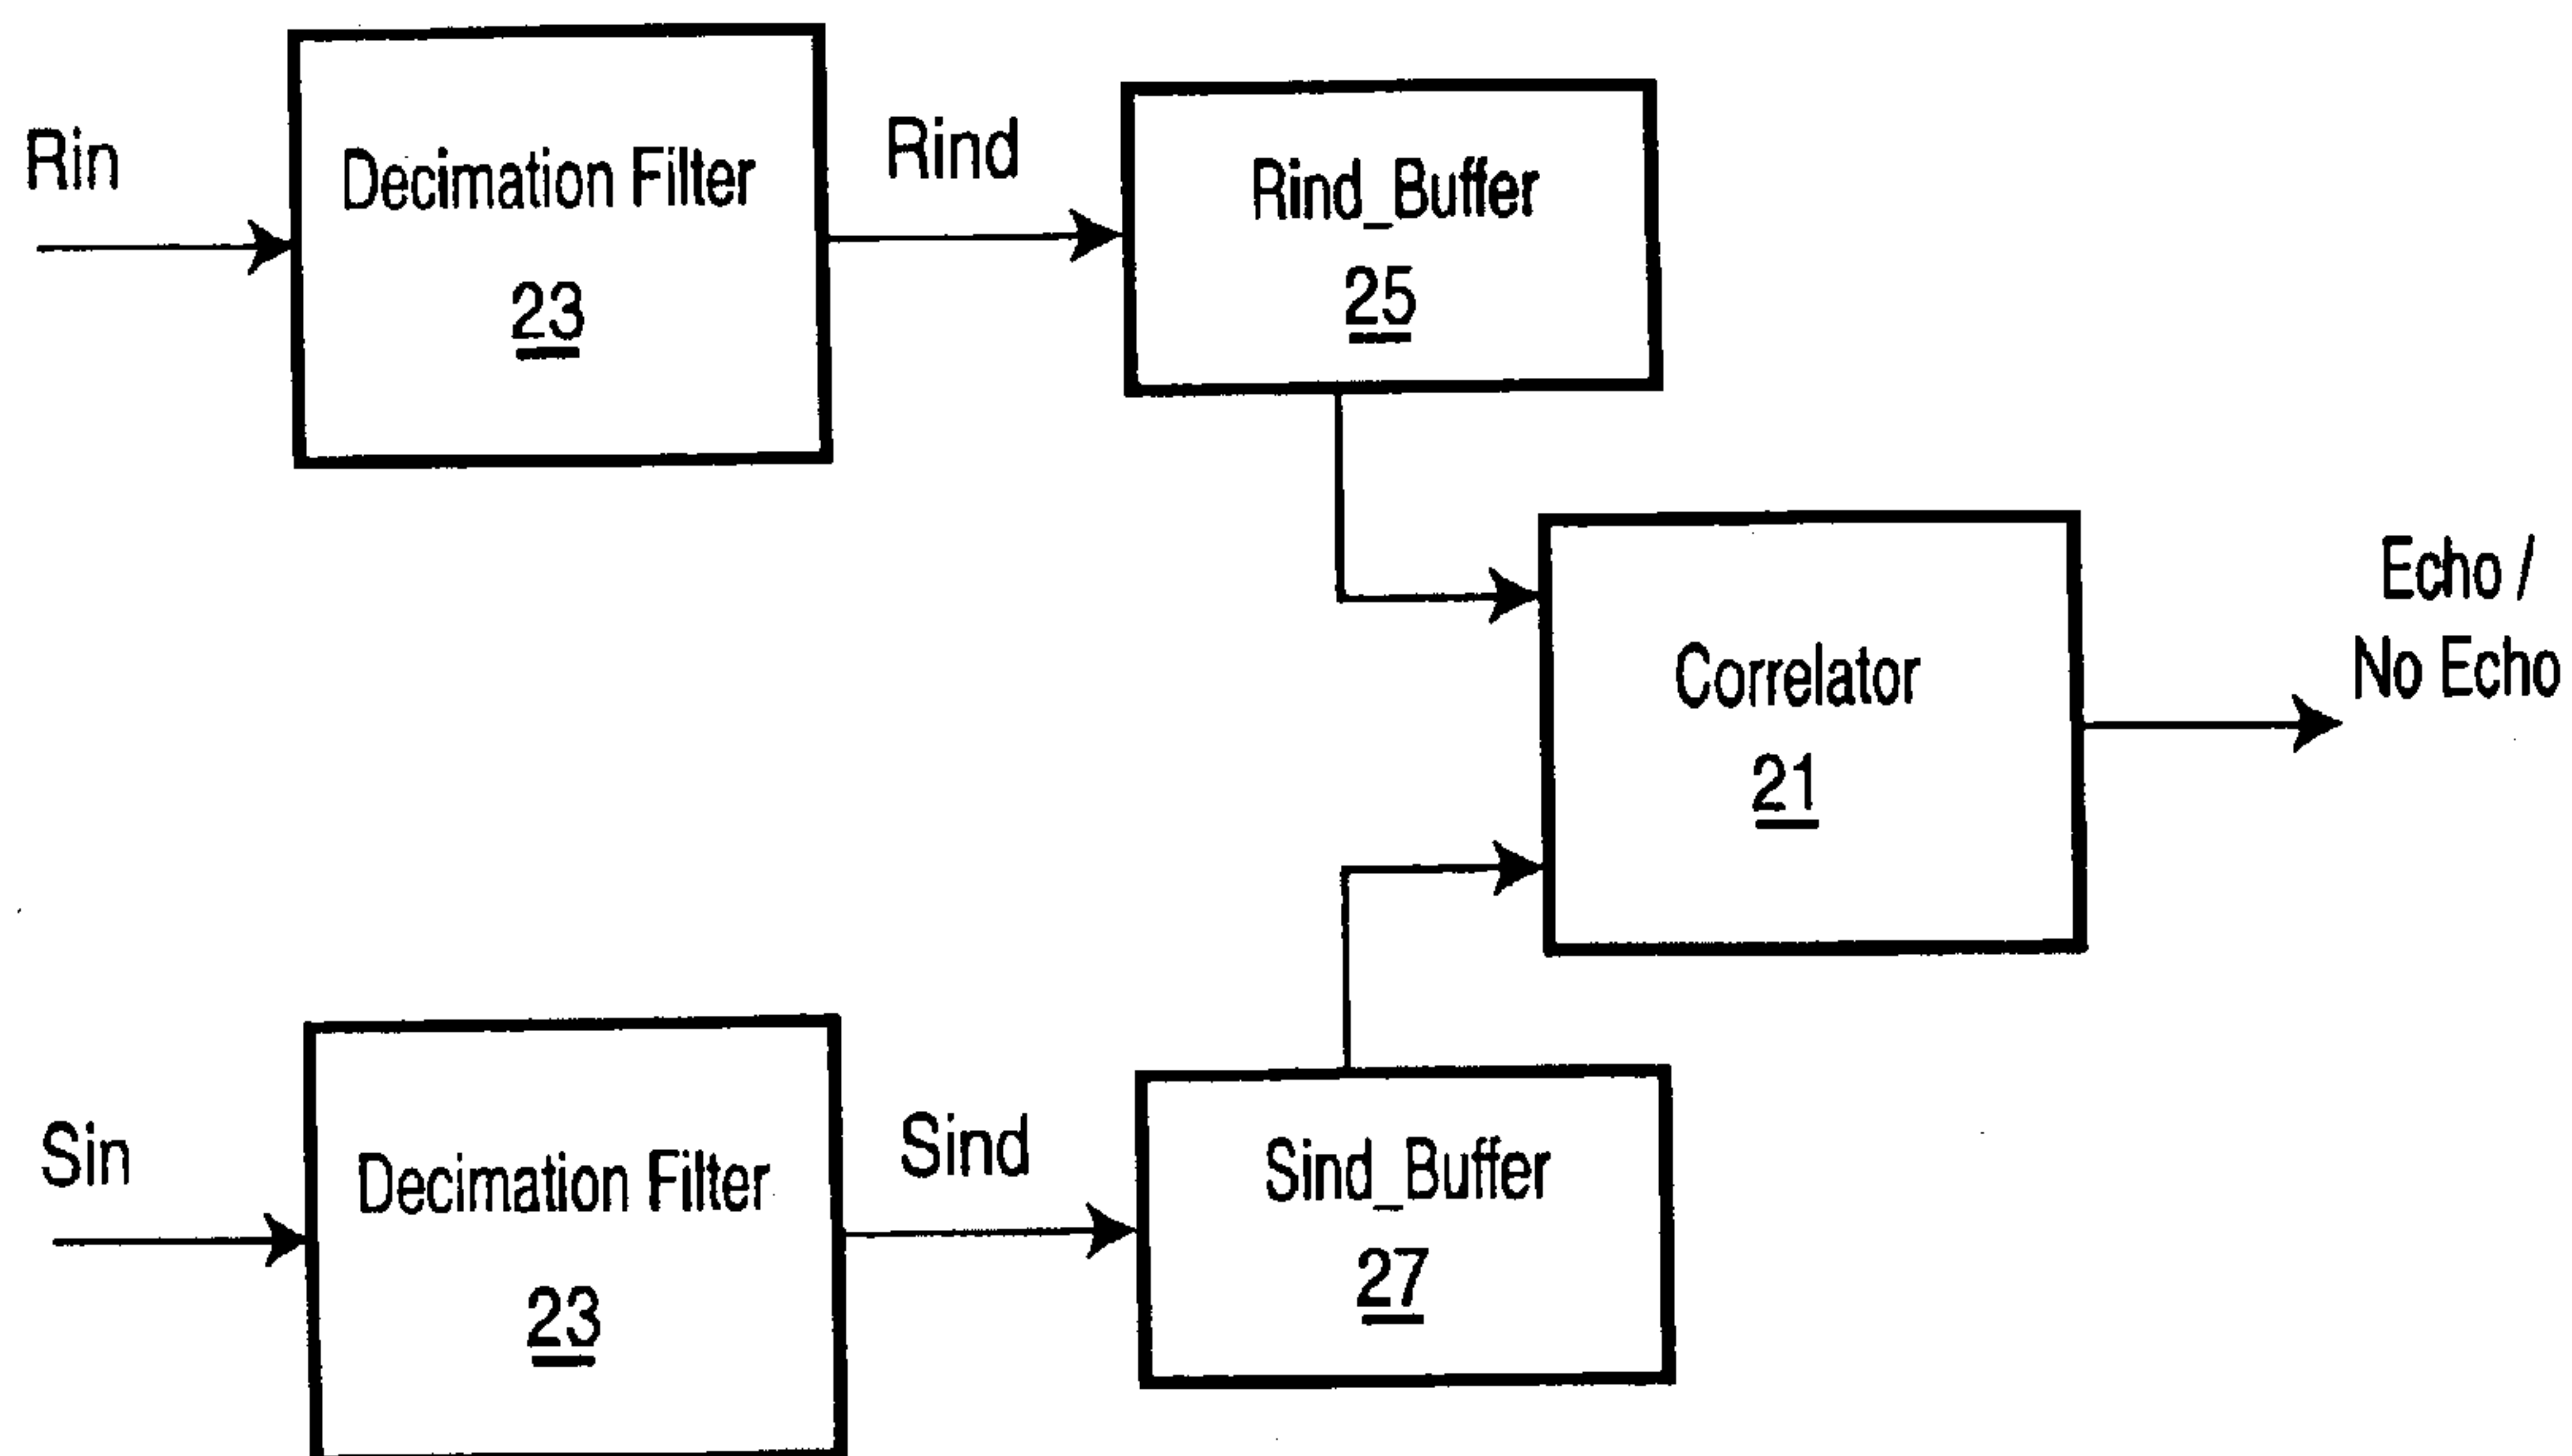 Rin
Decimation Filter
23
Rind
Rind_Buffer
25
Correlator
21
Echo /
No Echo
Sin
Decimation Filter
23
Sind
Sind_Buffer
27